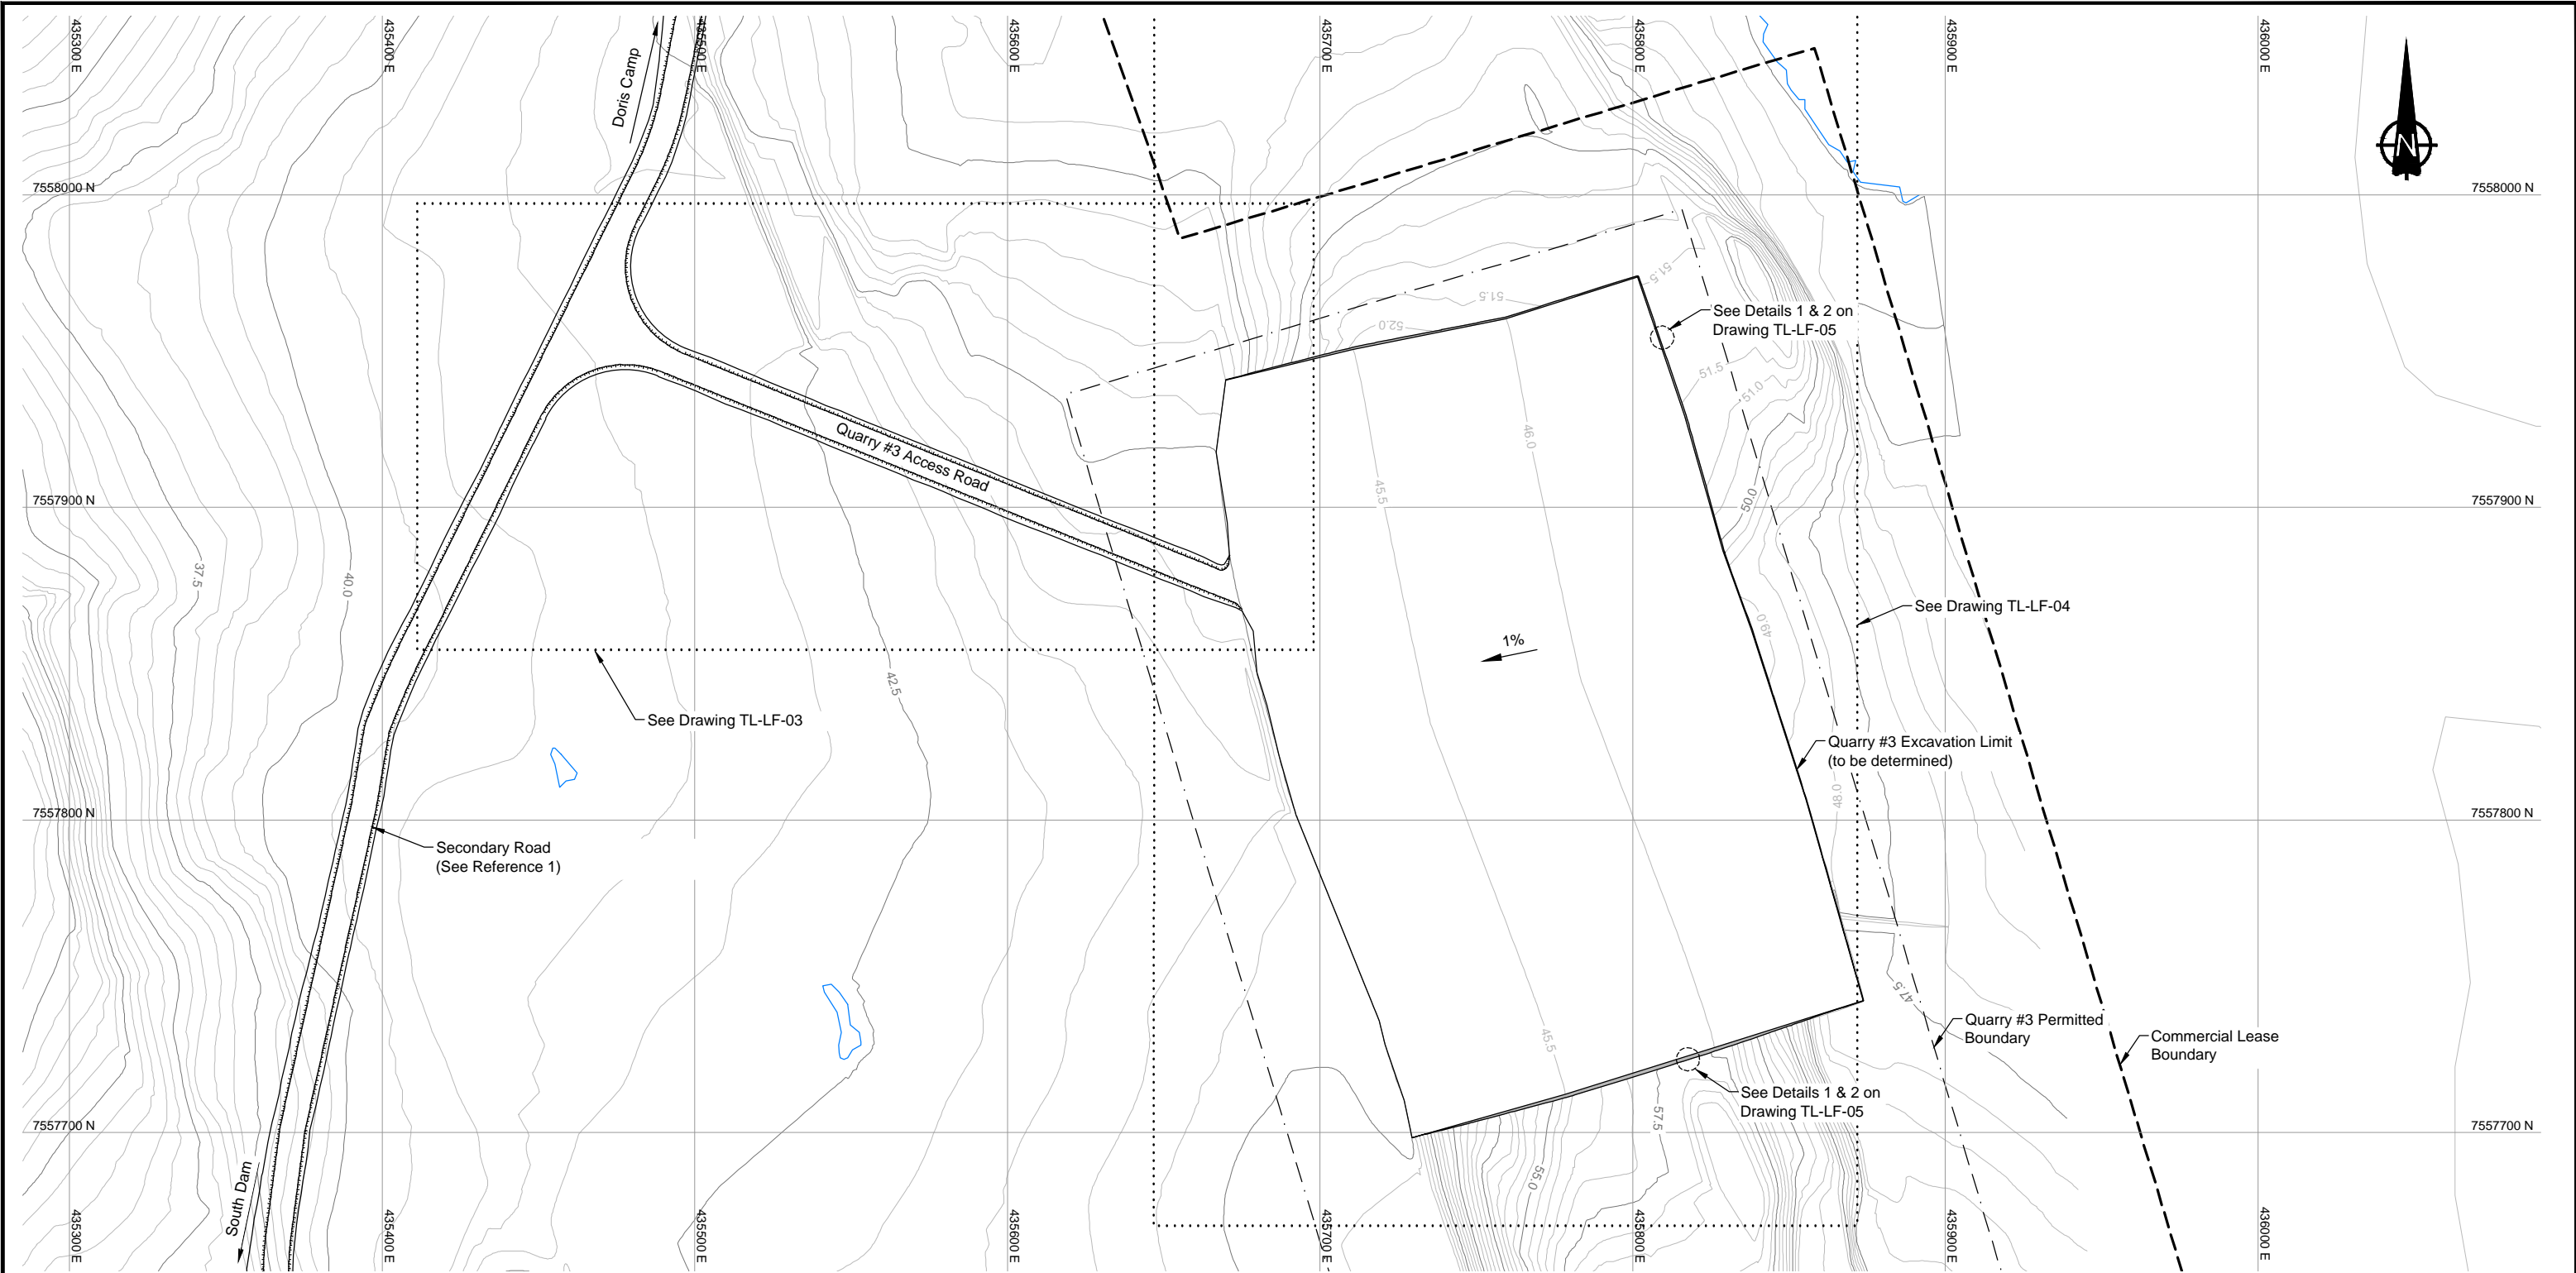 435300 E
435400 E
435500 E
435600 E
435700 E
435800 E
435900 E
436000 E
Doris Camp
N
7558000 N
7558000 N
51.5
51.5
52.0
See Details 1 & 2 on
Drawing TL-LF-05
51.5
51.0
Quarry #3 Access Road
46.0
45.5
50.0
7557900 N
7557900 N
37.5
40.0
See Drawing TL-LF-04
49.0
1%
42.5
See Drawing TL-LF-03
Quarry #3 Excavation Limit
(to be determined)
48.0
7557800 N
7557800 N
Secondary Road
(See Reference 1)
47.5
45.5
Quarry #3 Permitted
Boundary
Commercial Lease
Boundary
See Details 1 & 2 on
Drawing TL-LF-05
57.5
7557700 N
7557700 N
55.0
South Dam
435300 E
435400 E
435500 E
435600 E
435700 E
435800 E
435900 E
436000 E